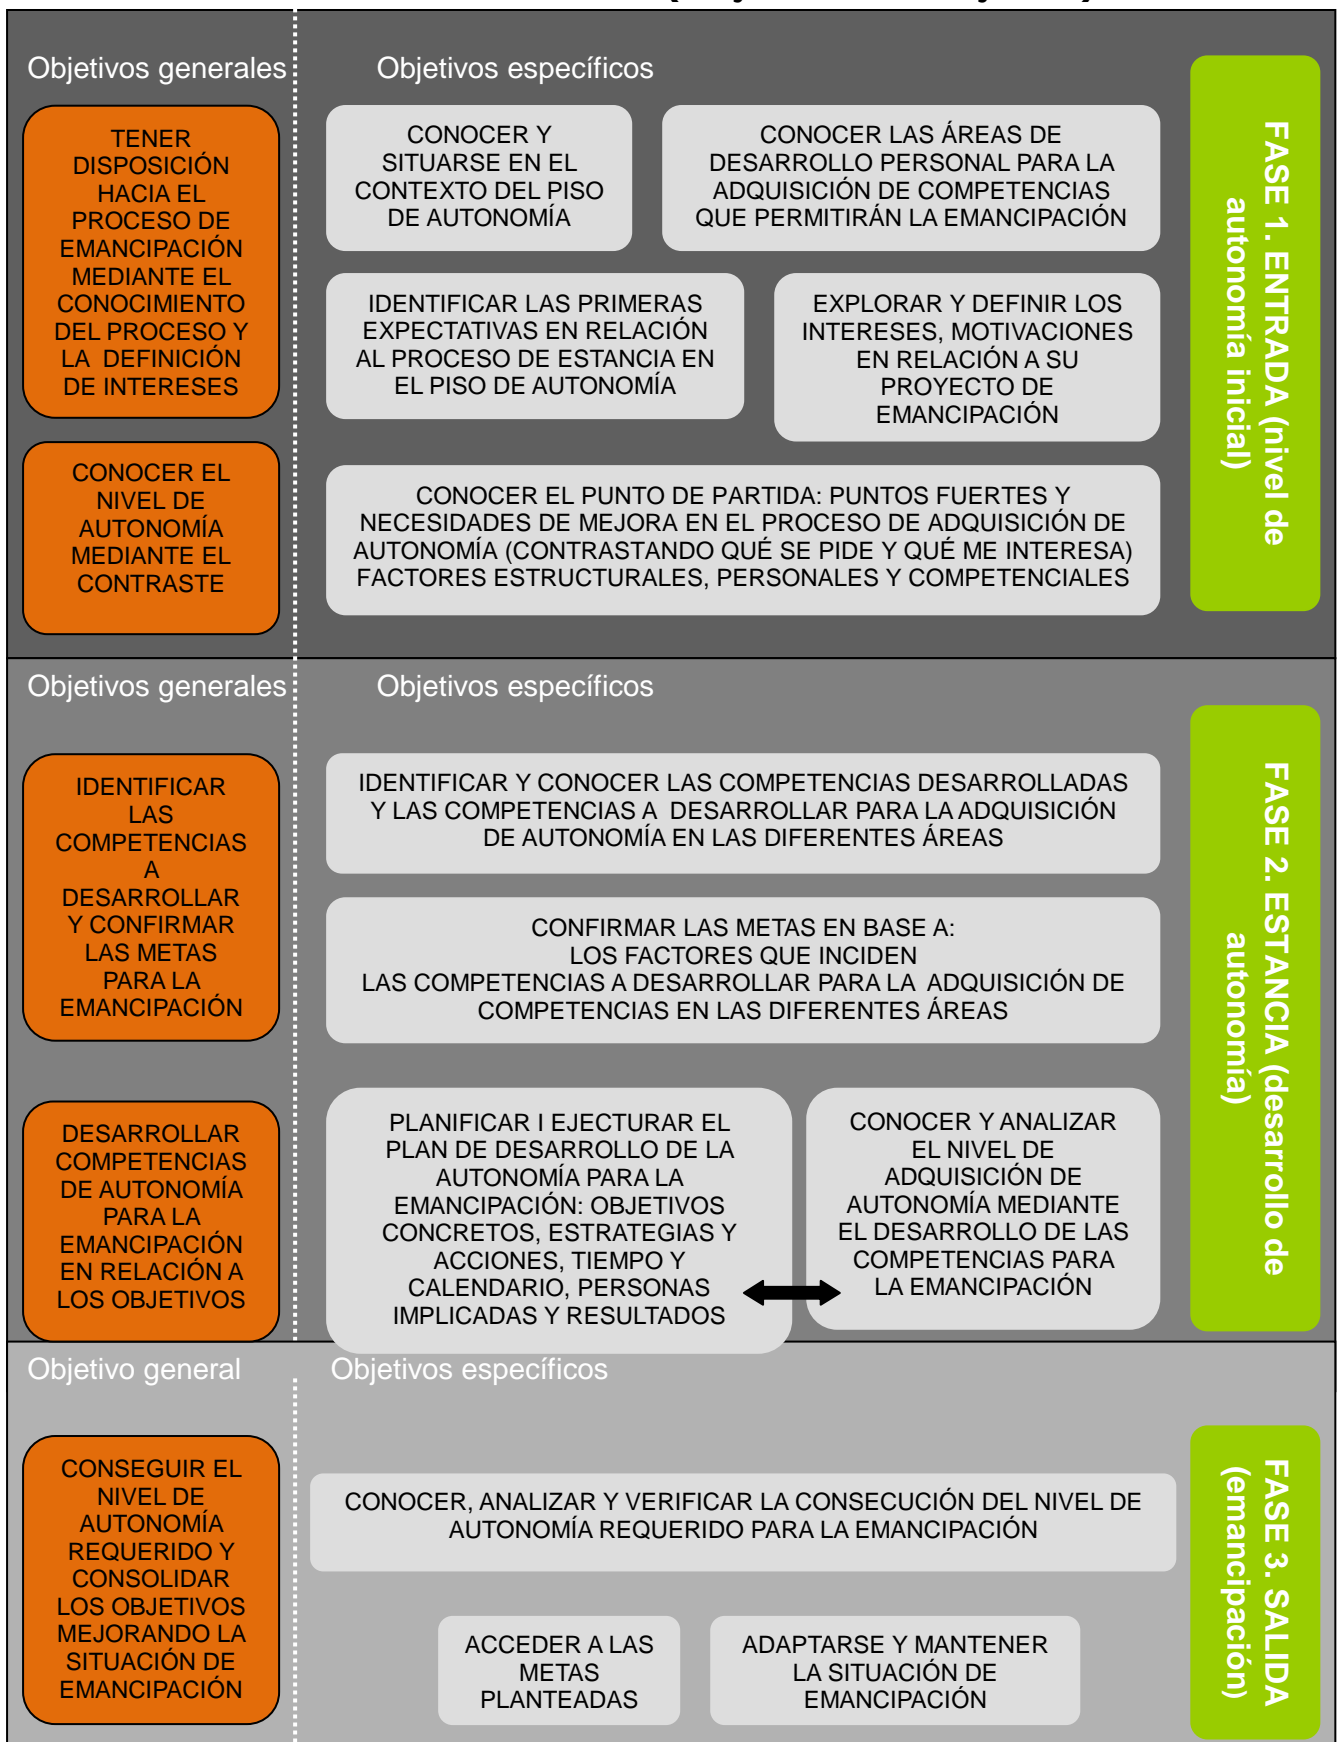 Objetivos generales
Objetivos específicos
TENER
DISPOSICIÓN
HACIA EL
PROCESO DE
EMANCIPACIÓN
MEDIANTE EL
CONOCIMIENTO
DEL PROCESO Y
LA DEFINICIÓN
DE INTERESES
CONOCER Y
SITUARSE EN EL
CONTEXTO DEL PISO
DE AUTONOMÍA
CONOCER LAS ÁREAS DE
DESARROLLO PERSONAL PARA LA
ADQUISICIÓN DE COMPETENCIAS
QUE PERMITIRÁN LA EMANCIPACIÓN
IDENTIFICAR LAS PRIMERAS
EXPECTATIVAS EN RELACIÓN
AL PROCESO DE ESTANCIA EN
EL PISO DE AUTONOMÍA
EXPLORAR Y DEFINIR LOS
INTERESES, MOTIVACIONES
EN RELACIÓN A SU
PROYECTO DE
EMANCIPACIÓN
CONOCER EL
NIVEL DE
AUTONOMÍA
MEDIANTE EL
CONTRASTE
CONOCER EL PUNTO DE PARTIDA: PUNTOS FUERTES Y
NECESIDADES DE MEJORA EN EL PROCESO DE ADQUISICIÓN DE
AUTONOMÍA (CONTRASTANDO QUÉ SE PIDE Y QUÉ ME INTERESA)
FACTORES ESTRUCTURALES, PERSONALES Y COMPETENCIALES
FASE 1. ENTRADA (nivel de
autonomía inicial)
Objetivos generales
Objetivos específicos
IDENTIFICAR
LAS
COMPETENCIAS
A
DESARROLLAR
Y CONFIRMAR
LAS METAS
PARA LA
EMANCIPACIÓN
IDENTIFICAR Y CONOCER LAS COMPETENCIAS DESARROLLADAS
Y LAS COMPETENCIAS A DESARROLLAR PARA LA ADQUISICIÓN
DE AUTONOMÍA EN LAS DIFERENTES ÁREAS
CONFIRMAR LAS METAS EN BASE A:
LOS FACTORES QUE INCIDEN
LAS COMPETENCIAS A DESARROLLAR PARA LA ADQUISICIÓN DE
COMPETENCIAS EN LAS DIFERENTES ÁREAS
DESARROLLAR
COMPETENCIAS
DE AUTONOMÍA
PARA LA
EMANCIPACIÓN
EN RELACIÓN A
LOS OBJETIVOS
PLANIFICAR I EJECTURAR EL
PLAN DE DESARROLLO DE LA
AUTONOMÍA PARA LA
EMANCIPACIÓN: OBJETIVOS
CONCRETOS, ESTRATEGIAS Y
ACCIONES, TIEMPO Y
CALENDARIO, PERSONAS
IMPLICADAS Y RESULTADOS
CONOCER Y ANALIZAR
EL NIVEL DE
ADQUISICIÓN DE
AUTONOMÍA MEDIANTE
EL DESARROLLO DE LAS
COMPETENCIAS PARA
LA EMANCIPACIÓN
FASE 2. ESTANCIA (desarrollo de
autonomía)
Objetivo general
Objetivos específicos
CONSEGUIR EL
NIVEL DE
AUTONOMÍA
REQUERIDO Y
CONSOLIDAR
LOS OBJETIVOS
MEJORANDO LA
SITUACIÓN DE
EMANCIPACIÓN
CONOCER, ANALIZAR Y VERIFICAR LA CONSECUCIÓN DEL NIVEL DE
AUTONOMÍA REQUERIDO PARA LA EMANCIPACIÓN
ACCEDER A LAS
METAS
PLANTEADAS
ADAPTARSE Y MANTENER
LA SITUACIÓN DE
EMANCIPACIÓN
FASE 3. SALIDA
(emancipación)